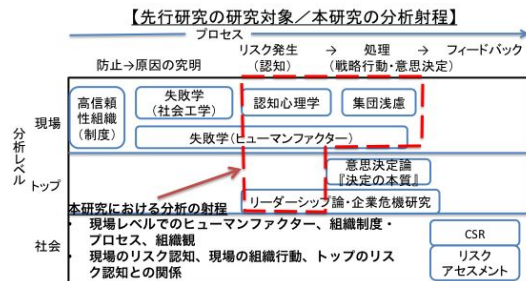 【先行研究の研究対象／本研究の分析射程】
プロセス
防止→原因の究明
リスク発生
（認知）
→
処理
（戦略行動・意思決定）
→
フィードバック
分析レベル
現場
高信頼
性組織
（制度）
失敗学
（社会工学）
認知心理学
集団浅慮
失敗学（ヒューマンファクター）
トップ
意思決定論
『決定の本質』
リーダーシップ論・企業危機研究
本研究における分析の射程
社会
• 現場レベルでのヒューマンファクター、組織制度・
プロセス、組織観
• 現場のリスク認知、現場の組織行動、トップのリス
ク認知との関係
CSR
リスク
アセスメント